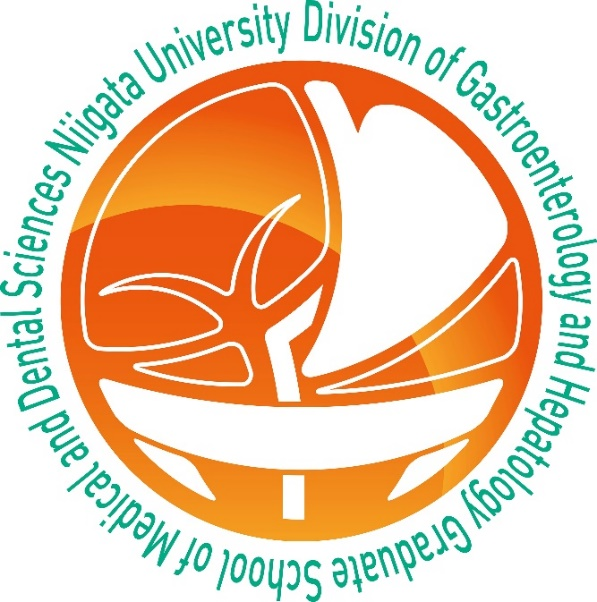 Division of Gastroenterology and Hepatology Graduate School of Medical and Dental Sciences Niigata University